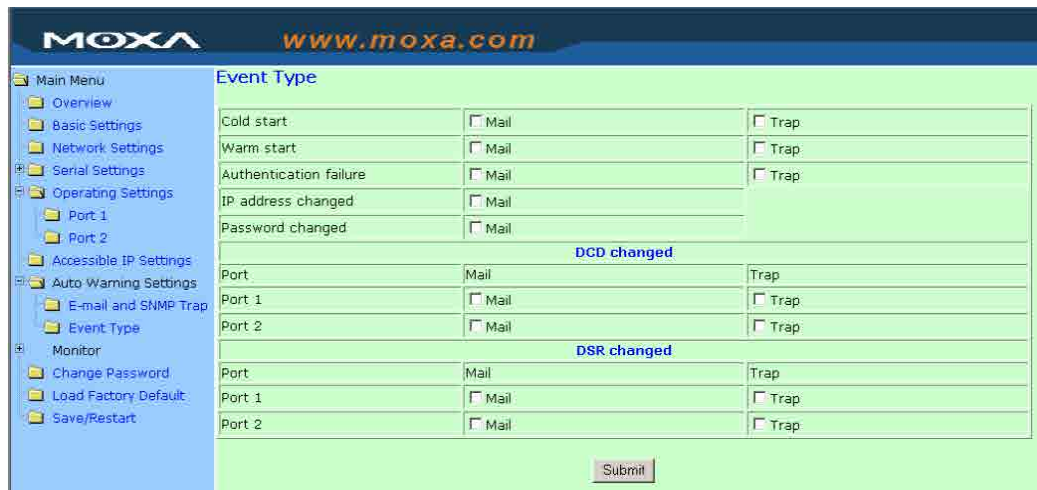 MOXA www.moxa.com
Main Menu
Overview
Basic Settings
Network Settings
Serial Settings
Operating Settings
Port 1
Port 2
Accessible IP Settings
Auto Warning Settings
E-mail and SNMP Trap
Event Type
Monitor
Change Password
Load Factory Default
Save/Restart
Event Type
Cold start Mail Trap
Warm start Mail Trap
Authentication failure Mail Trap
IP address changed Mail
Password changed Mail
DCD changed
Port Mail Trap
Port 1 Mail Trap
Port 2 Mail Trap
DSR changed
Port Mail Trap
Port 1 Mail Trap
Port 2 Mail Trap
Submit